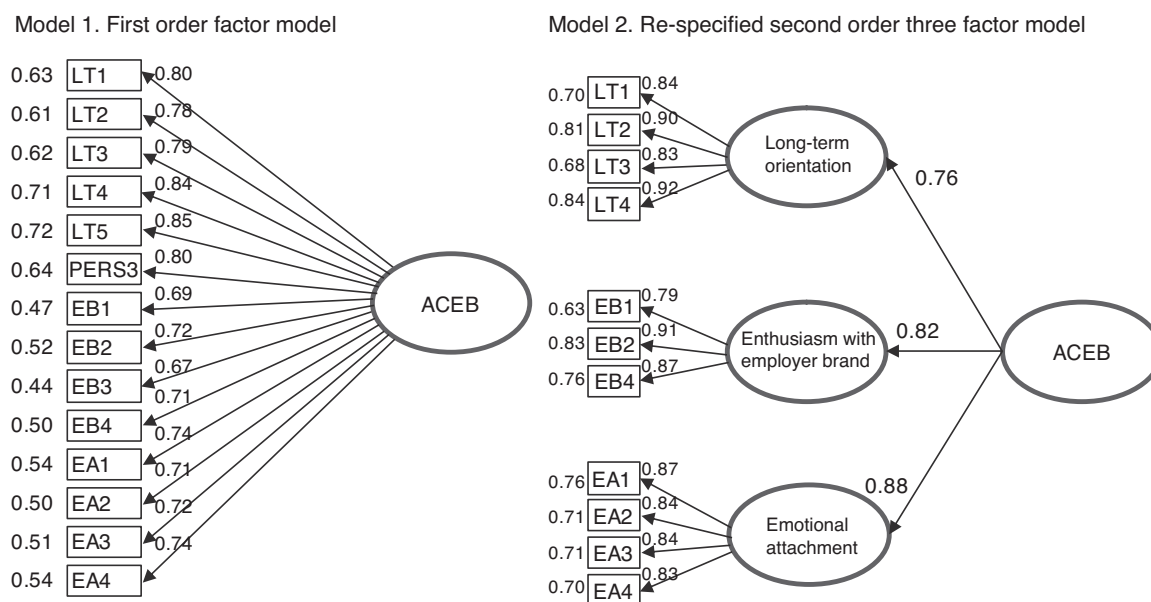 Model 1. First order factor model
0.63 LT1 0.80
0.61 LT2 0.78
0.62 LT3 0.79
0.71 LT4 0.84
0.72 LT5 0.85
0.64 PERS3 0.80
0.47 EB1 0.69
0.52 EB2 0.72
0.44 EB3 0.67
0.50 EB4 0.71
0.54 EA1 0.74
0.50 EA2 0.71
0.51 EA3 0.72
0.54 EA4 0.74
ACEB
Model 2. Re-specified second order three factor model
0.70 LT1 0.84
0.81 LT2 0.90
0.68 LT3 0.83
0.84 LT4 0.92
Long-term
orientation
0.76
0.63 EB1 0.79
0.83 EB2 0.91
0.76 EB4 0.87
Enthusiasm with
employer brand
0.82
ACEB
0.76 EA1 0.87
0.71 EA2 0.84
0.71 EA3 0.84
0.70 EA4 0.83
Emotional
attachment
0.88